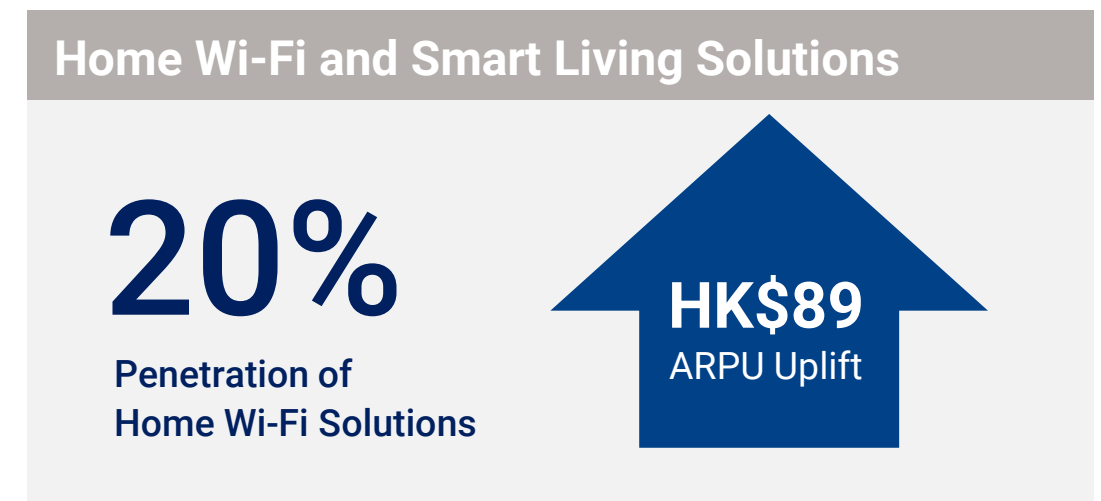 Home Wi-Fi and Smart Living Solutions
20%
Penetration of
Home Wi-Fi Solutions
HK$89
ARPU Uplift